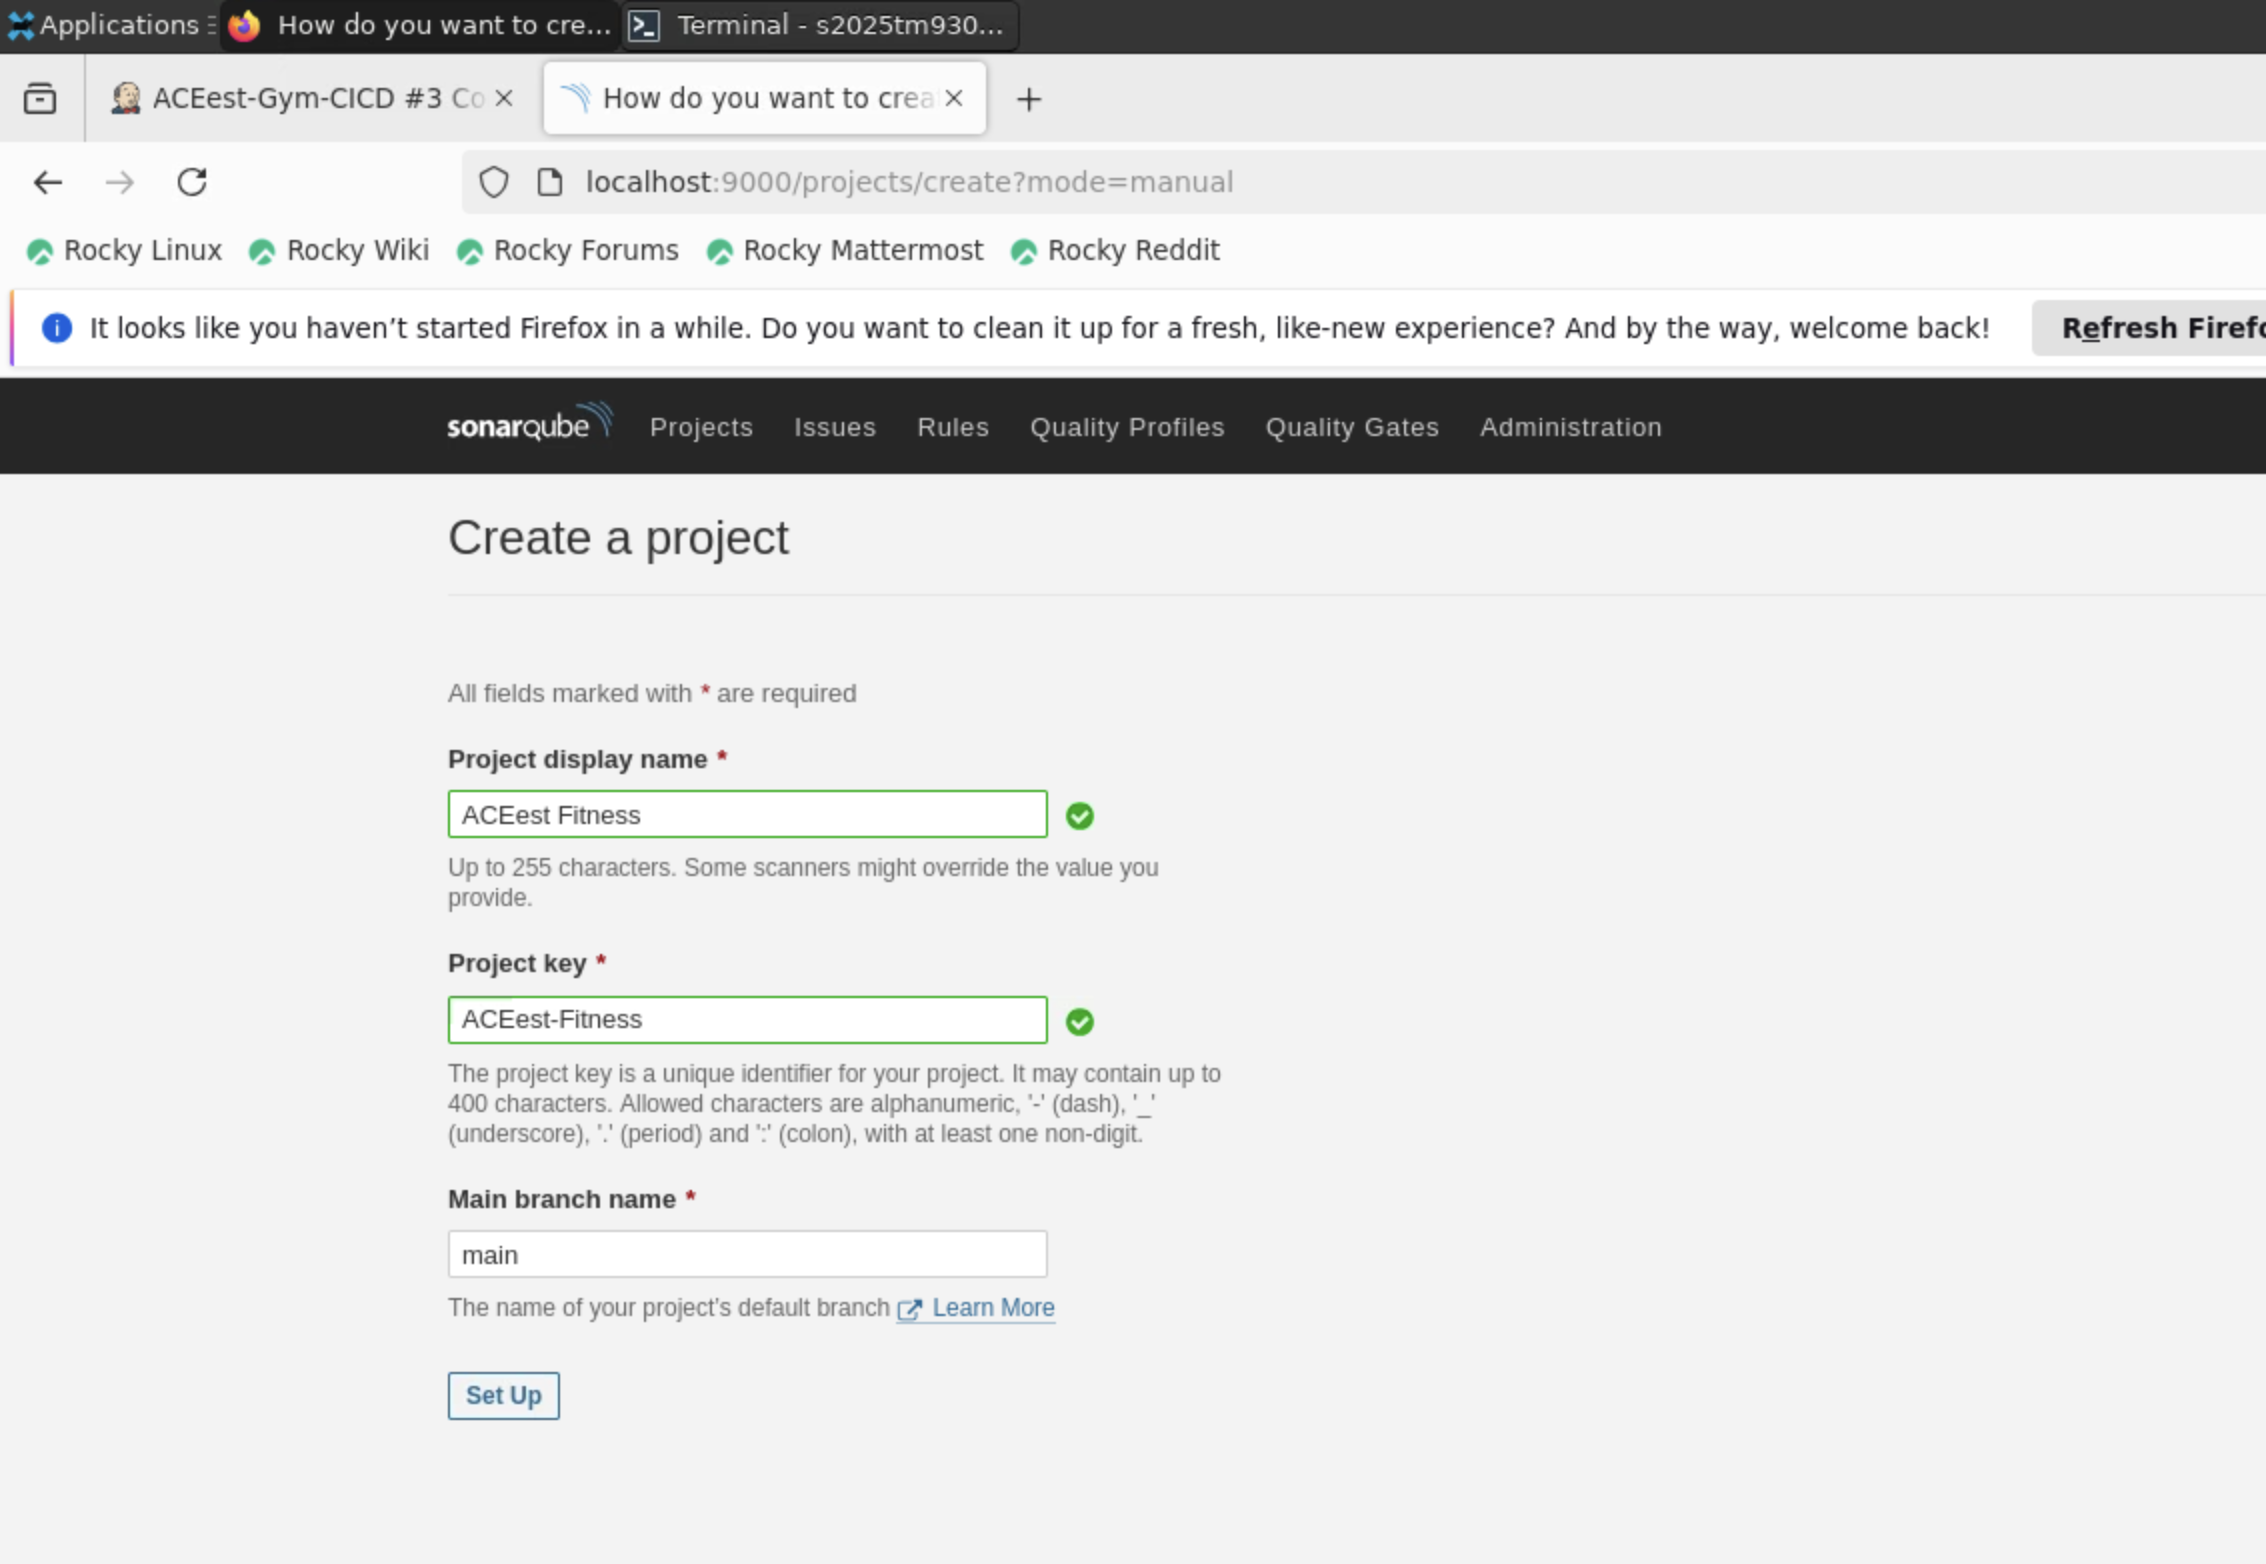 Applications
How do you want to cre...
Terminal - s2025tm930...
ACEest-Gym-CICD #3 Co
How do you want to crea
localhost:9000/projects/create?mode=manual
Rocky Linux
Rocky Wiki
Rocky Forums
Rocky Mattermost
Rocky Reddit
It looks like you haven’t started Firefox in a while. Do you want to clean it up for a fresh, like-new experience? And by the way, welcome back!
Refresh Firefo
sonarqube
Projects
Issues
Rules
Quality Profiles
Quality Gates
Administration
Create a project
All fields marked with * are required
Project display name *
ACEest Fitness
Up to 255 characters. Some scanners might override the value you
provide.
Project key *
ACEest-Fitness
The project key is a unique identifier for your project. It may contain up to
400 characters. Allowed characters are alphanumeric, '-' (dash), '_'
(underscore), '.' (period) and ':' (colon), with at least one non-digit.
Main branch name *
main
The name of your project's default branch Learn More
Set Up